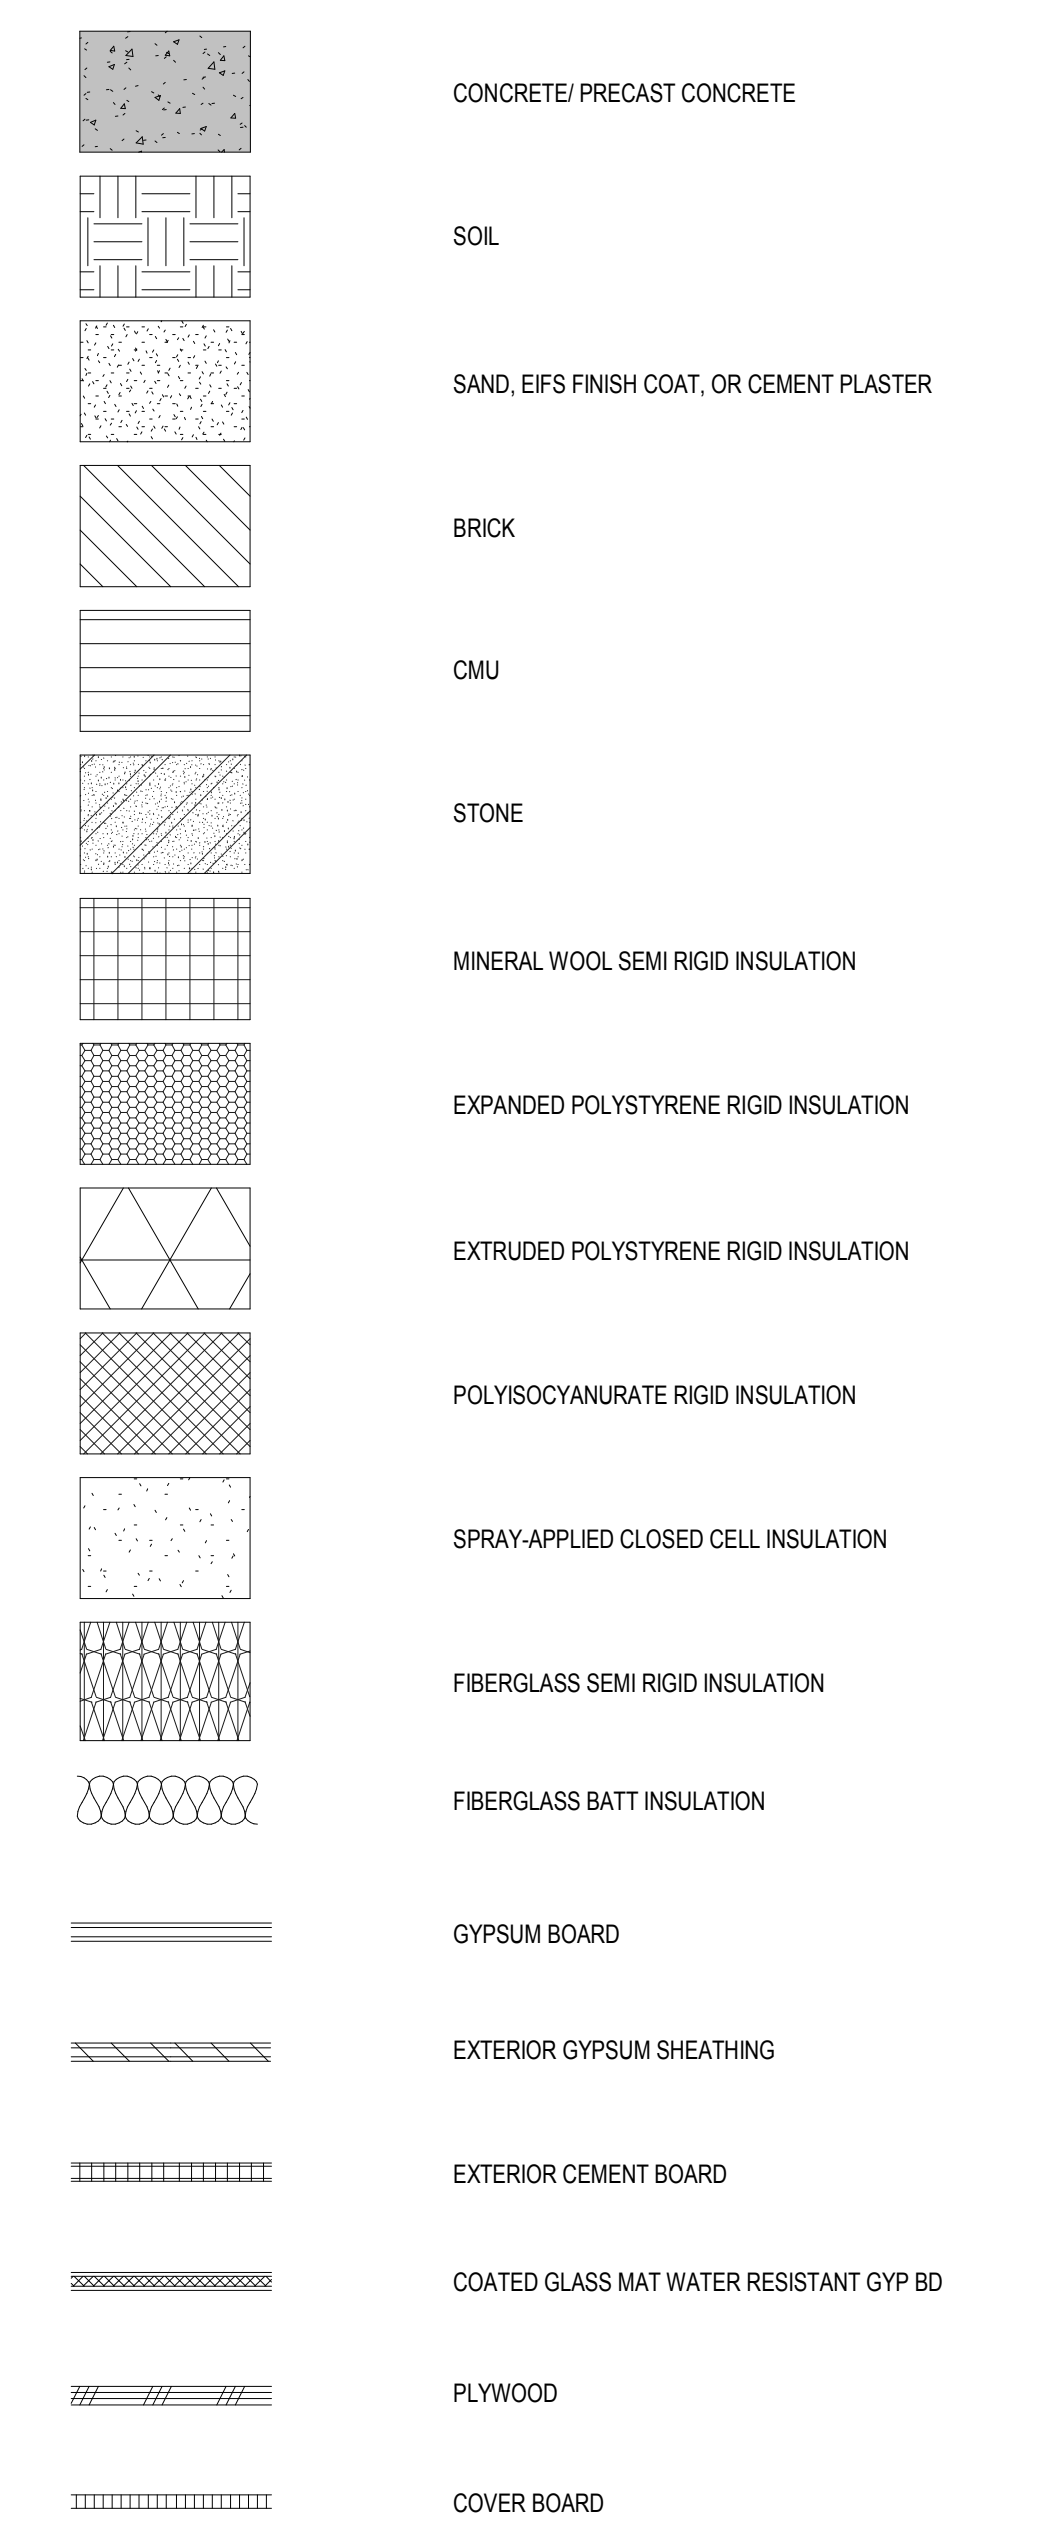 CONCRETE/ PRECAST CONCRETE
SOIL
SAND, EIFS FINISH COAT, OR CEMENT PLASTER
BRICK
CMU
STONE
MINERAL WOOL SEMI RIGID INSULATION
EXPANDED POLYSTYRENE RIGID INSULATION
EXTRUDED POLYSTYRENE RIGID INSULATION
POLYISOCYANURATE RIGID INSULATION
SPRAY-APPLIED CLOSED CELL INSULATION
FIBERGLASS SEMI RIGID INSULATION
FIBERGLASS BATT INSULATION
GYPSUM BOARD
EXTERIOR GYPSUM SHEATHING
EXTERIOR CEMENT BOARD
COATED GLASS MAT WATER RESISTANT GYP BD
PLYWOOD
COVER BOARD